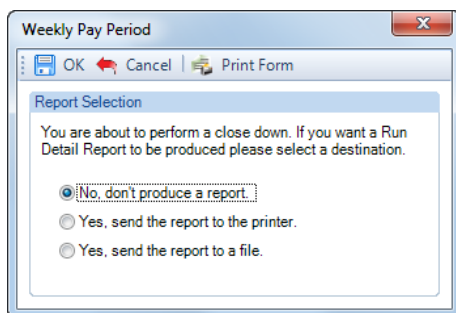 Weekly Pay Period
OK Cancel Print Form
Report Selection
You are about to perform a close down. If you want a Run
Detail Report to be produced please select a destination.
No, don't produce a report.
Yes, send the report to the printer.
Yes, send the report to a file.